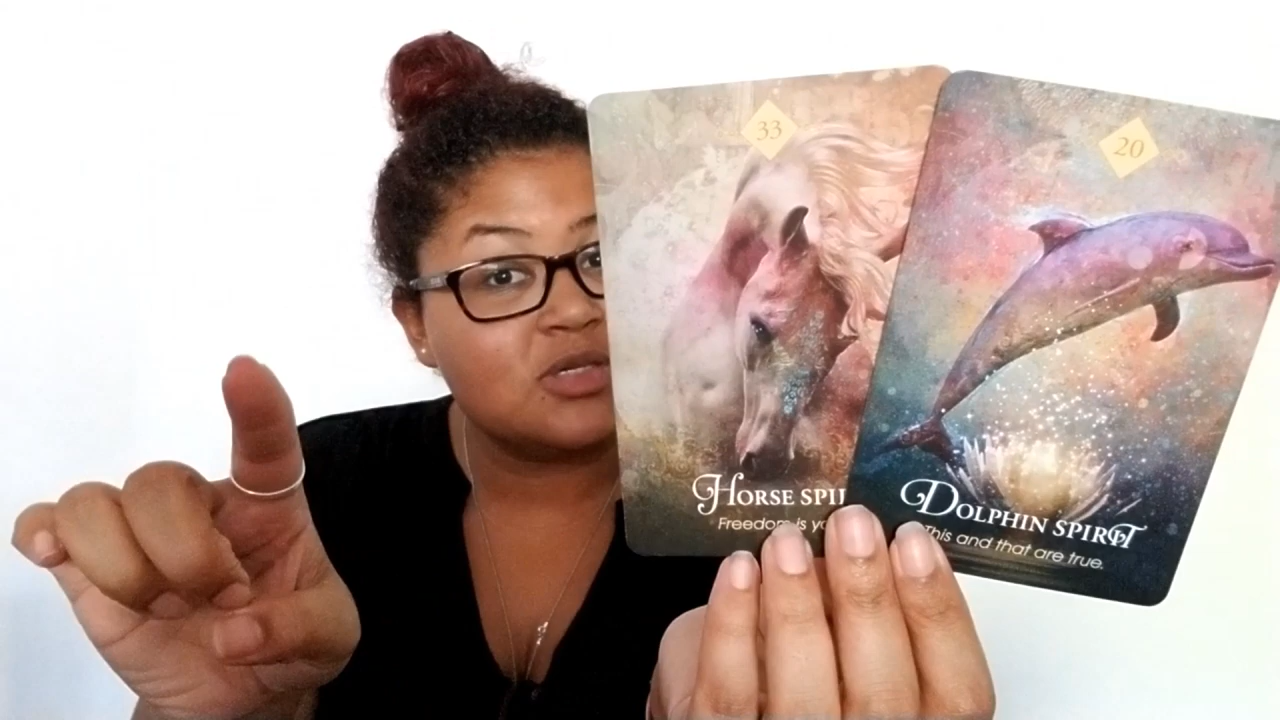 33
HORSE SPI
Freedom is yo
20
DOLPHIN SPIRIT
This and that are true.